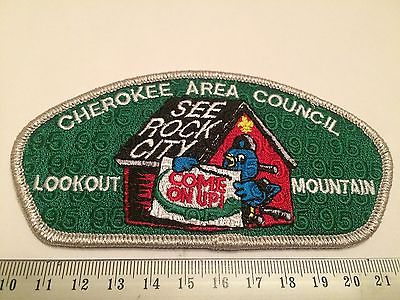 CHEROKEE AREA COUNCIL
SEE
ROCK
CITY
LOOKOUT MOUNTAIN
COME
ON UP!
10 11 12 13 14 15 16 17 18 19 20 21